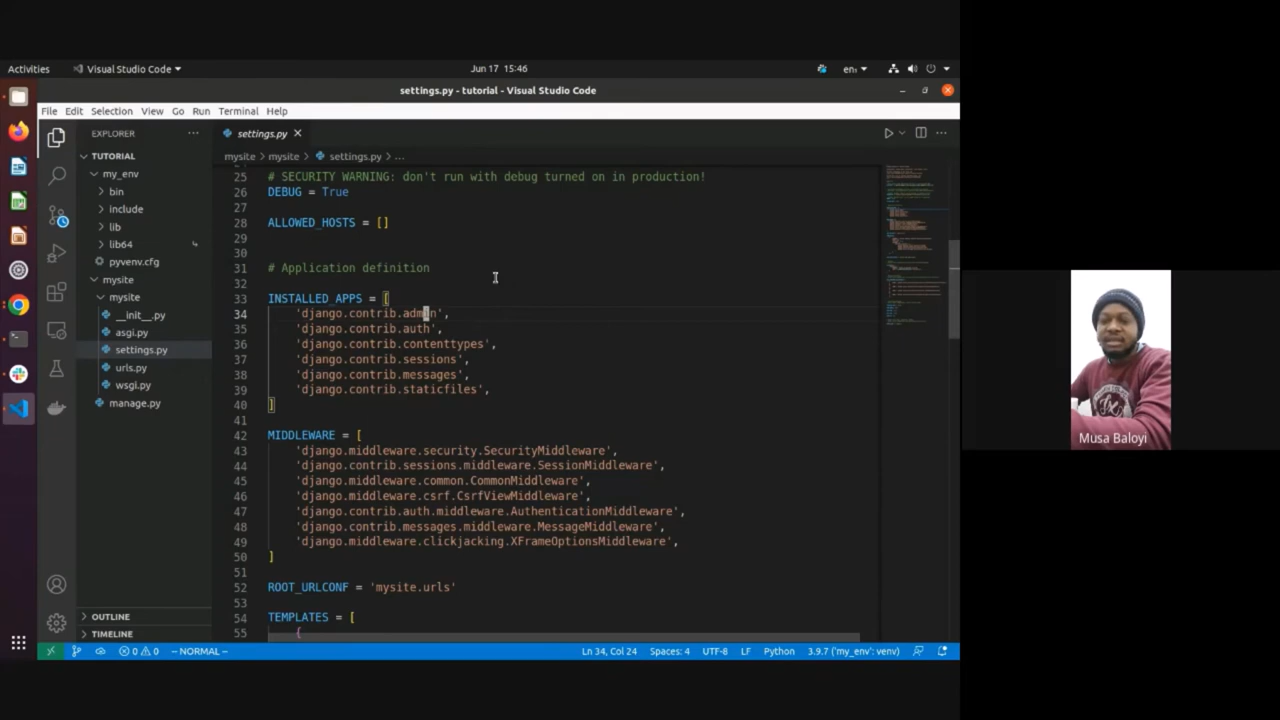 Activities
Visual Studio Code
Jun 17 15:46
en₁
settings.py - tutorial - Visual Studio Code
File Edit Selection View Go Run Terminal Help
EXPLORER
TUTORIAL
my_env
bin
include
lib
lib64
pyvenv.cfg
mysite
mysite
__init__.py
asgi.py
settings.py
urls.py
wsgi.py
manage.py
OUTLINE
TIMELINE
settings.py
mysite > mysite > settings.py > ...
25 # SECURITY WARNING: don't run with debug turned on in production!
26 DEBUG = True
27
28 ALLOWED_HOSTS = []
29
30
31 # Application definition
32
33 INSTALLED_APPS = [
34 'django.contrib.admin',
35 'django.contrib.auth',
36 'django.contrib.contenttypes',
37 'django.contrib.sessions',
38 'django.contrib.messages',
39 'django.contrib.staticfiles',
40 ]
41
42 MIDDLEWARE = [
43 'django.middleware.security.SecurityMiddleware',
44 'django.contrib.sessions.middleware.SessionMiddleware',
45 'django.middleware.common.CommonMiddleware',
46 'django.middleware.csrf.CsrfViewMiddleware',
47 'django.contrib.auth.middleware.AuthenticationMiddleware',
48 'django.contrib.messages.middleware.MessageMiddleware',
49 'django.middleware.clickjacking.XFrameOptionsMiddleware',
50 ]
51
52 ROOT_URLCONF = 'mysite.urls'
53
54 TEMPLATES = [
55 {
0 0 -- NORMAL -- Ln 34, Col 24 Spaces: 4 UTF-8 LF Python 3.9.7 ('my_env': venv)
Musa Baloyi